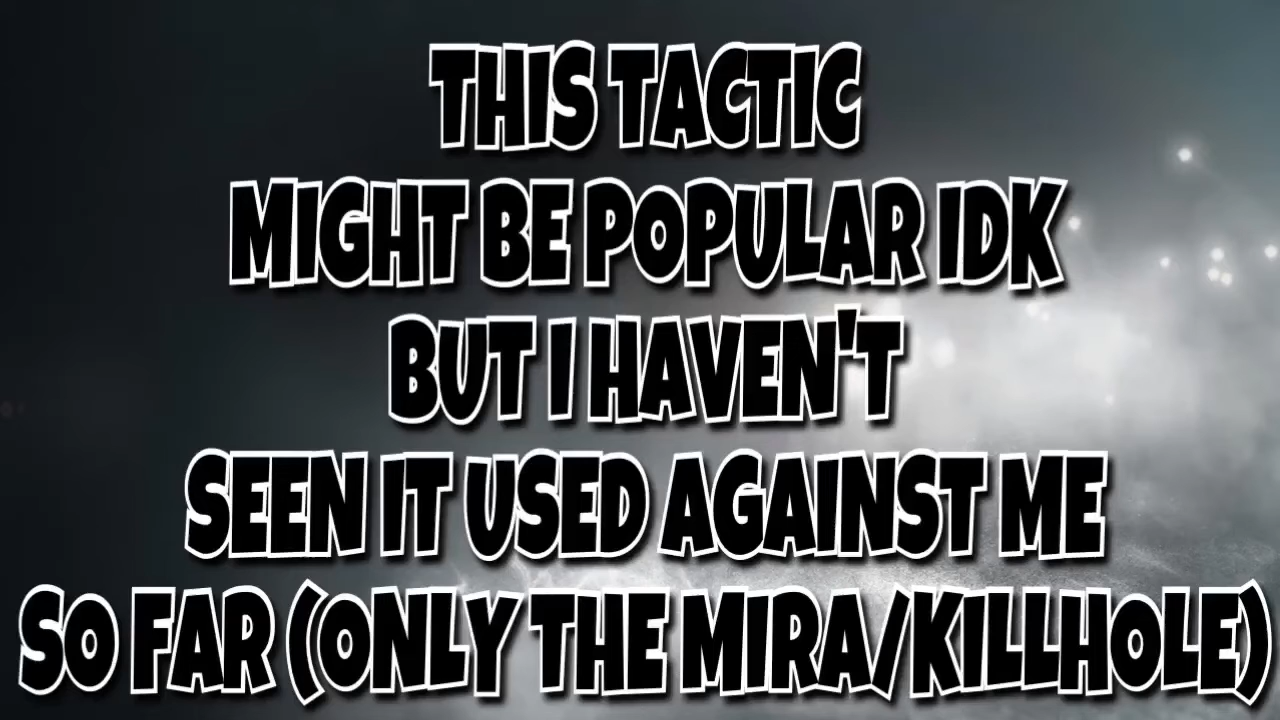 THIS TACTIC
MIGHT BE POPULAR IDK
BUT I HAVEN'T
SEEN IT USED AGAINST ME
SO FAR (ONLY THE MIRA/KILLHOLE)